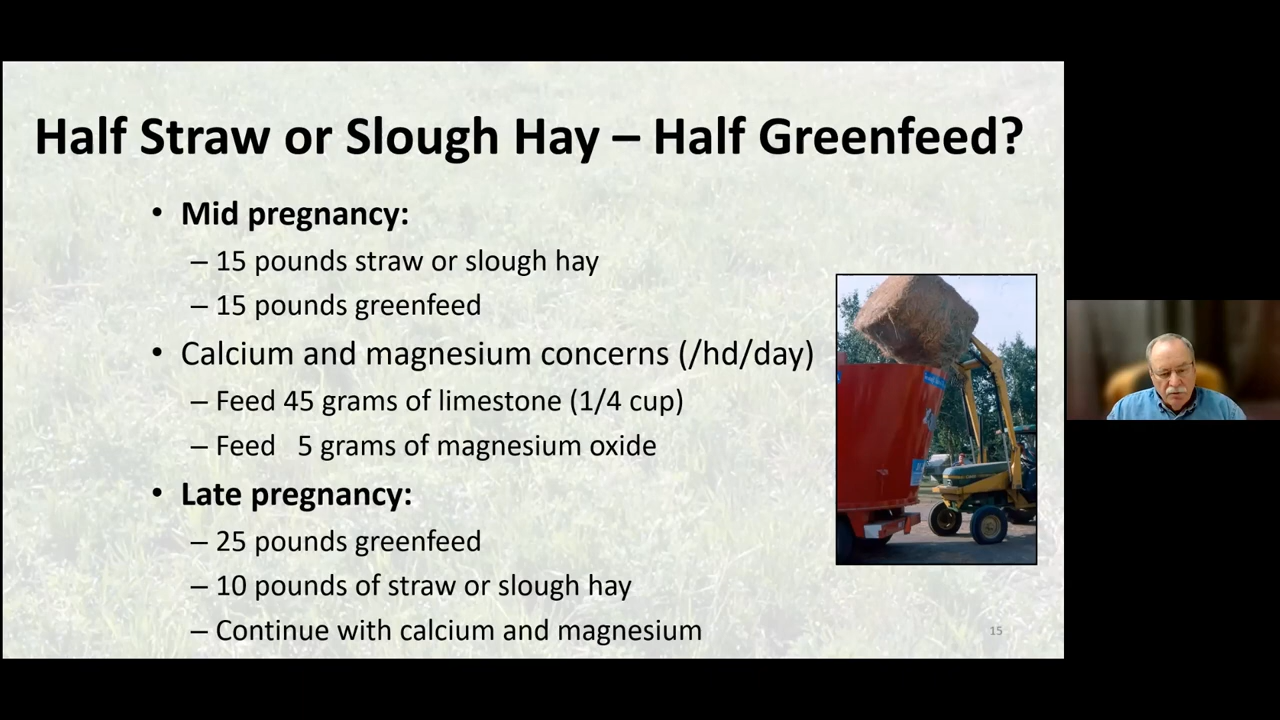 Half Straw or Slough Hay – Half Greenfeed?
• Mid pregnancy:
– 15 pounds straw or slough hay
– 15 pounds greenfeed
• Calcium and magnesium concerns (/hd/day)
– Feed 45 grams of limestone (1/4 cup)
– Feed   5 grams of magnesium oxide
• Late pregnancy:
– 25 pounds greenfeed
– 10 pounds of straw or slough hay
– Continue with calcium and magnesium
15